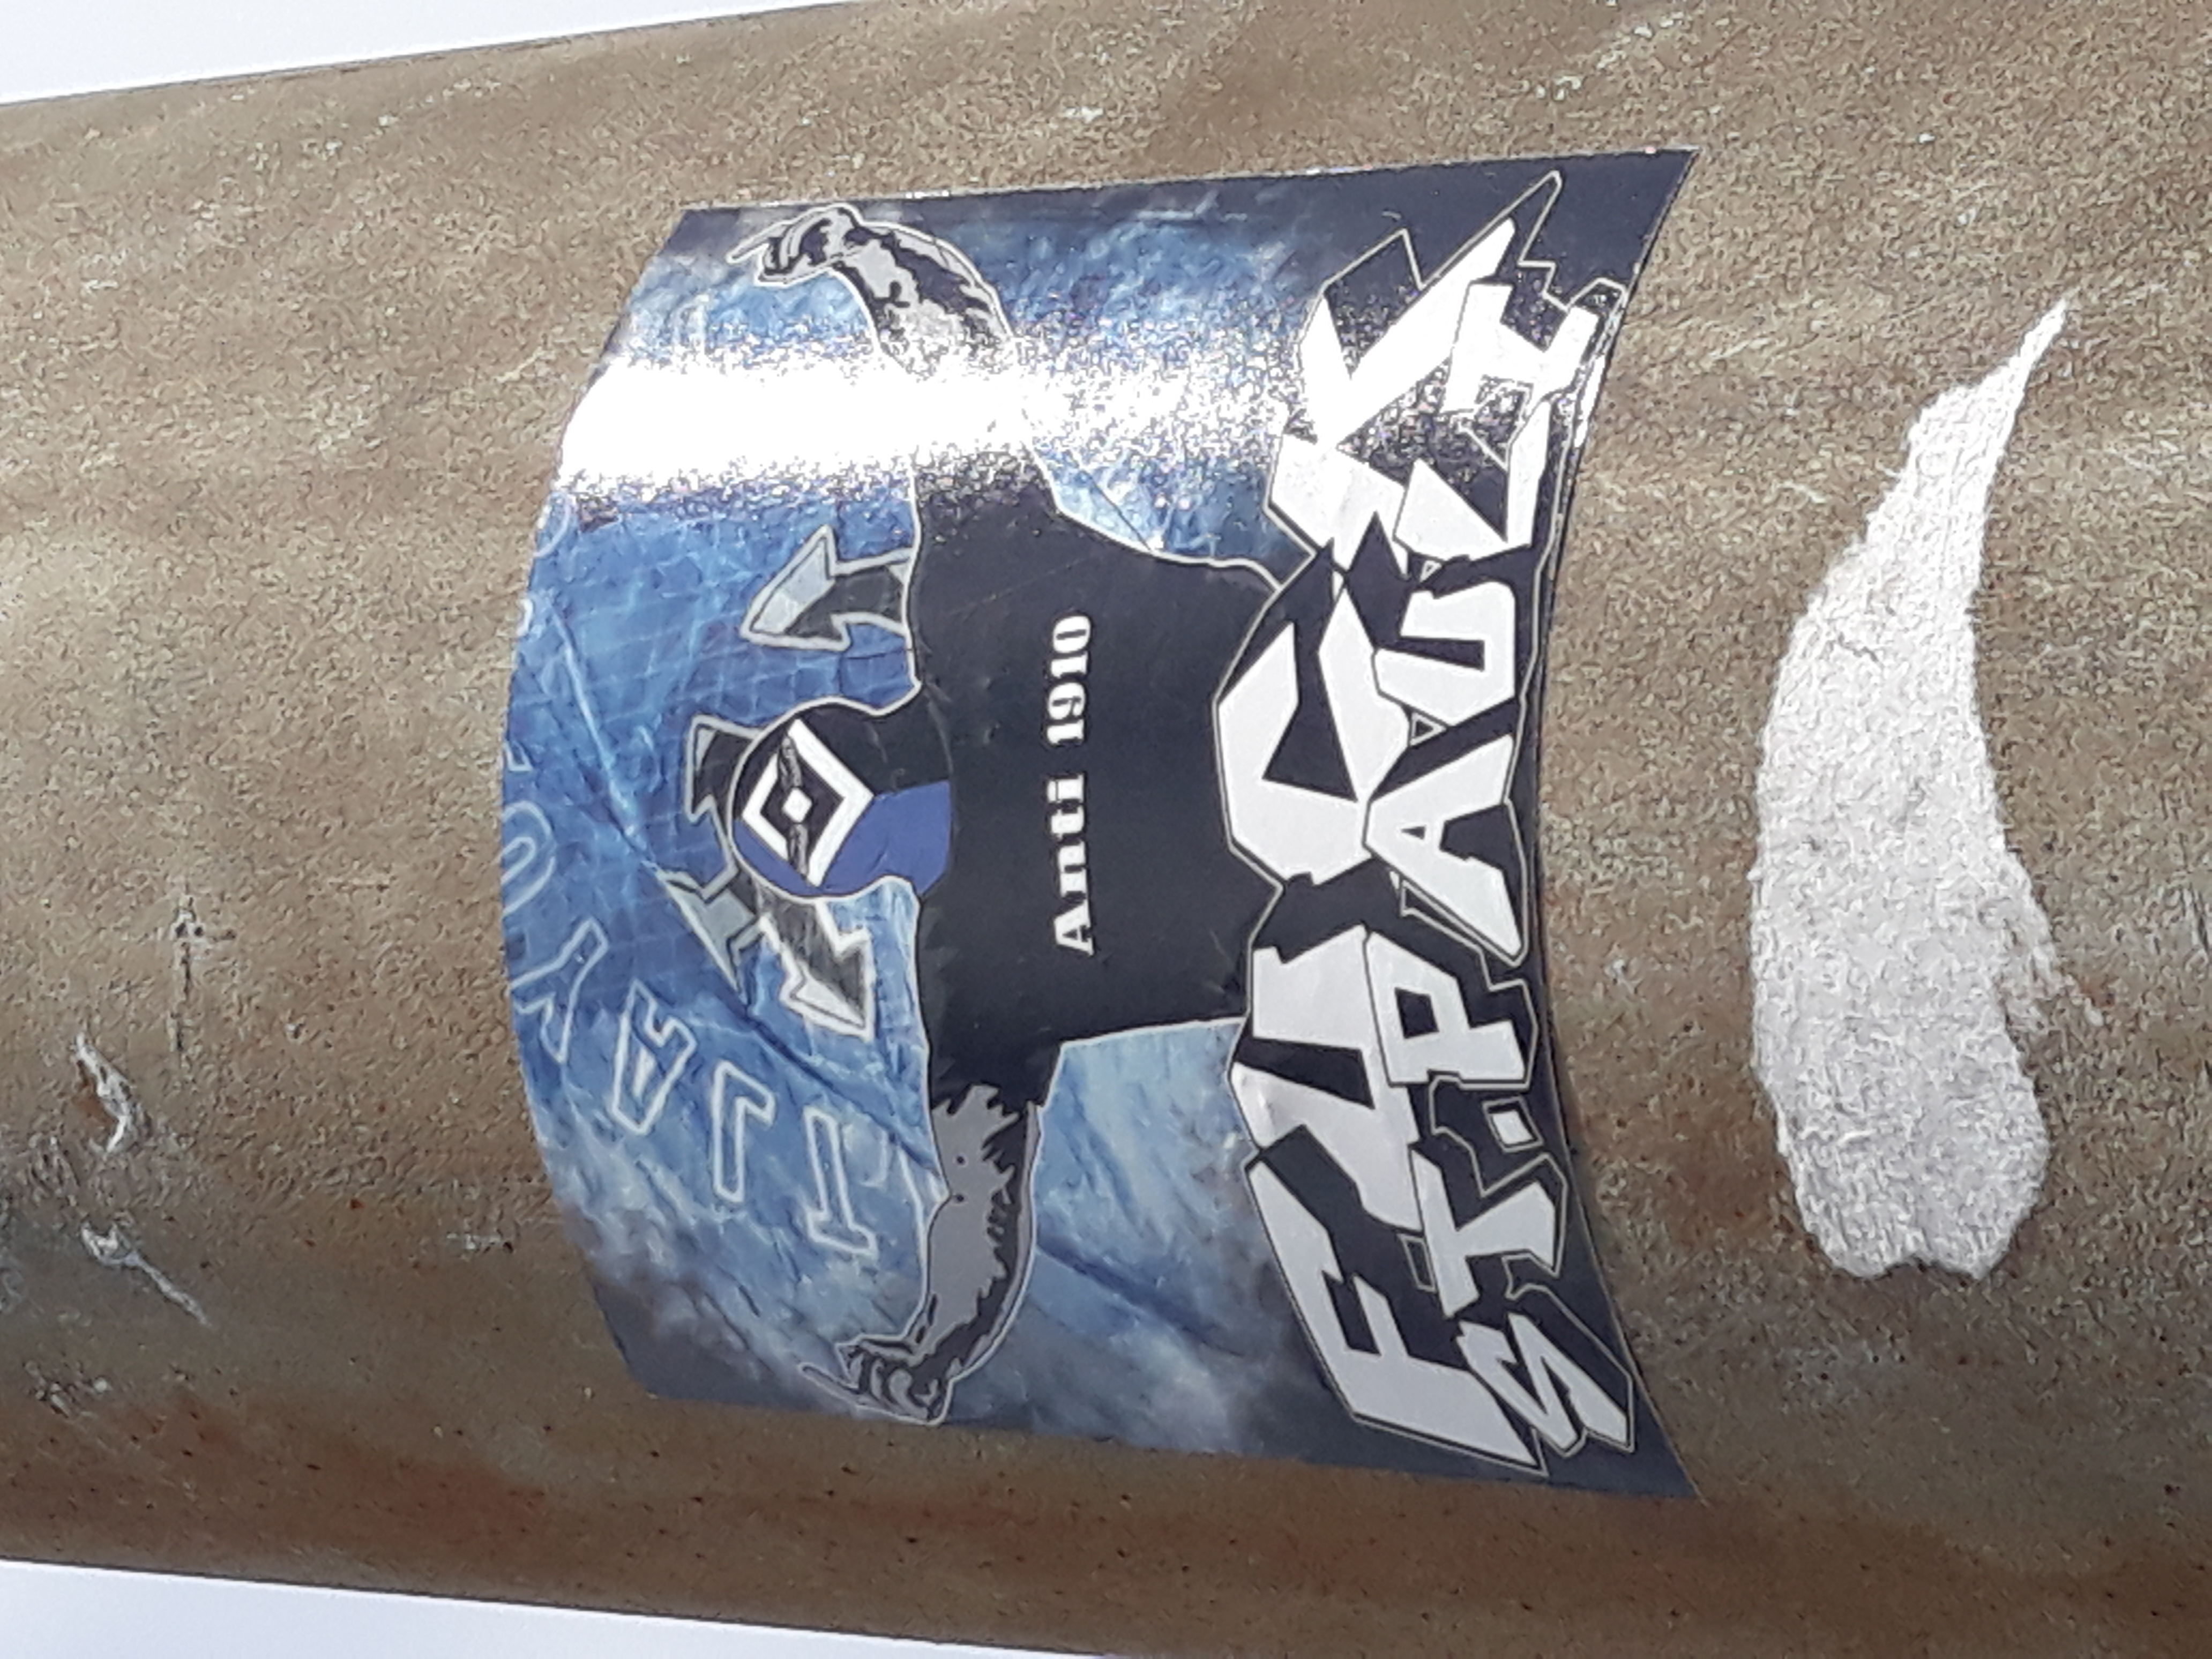 Anti 1910
FUCK
ST. PAULI